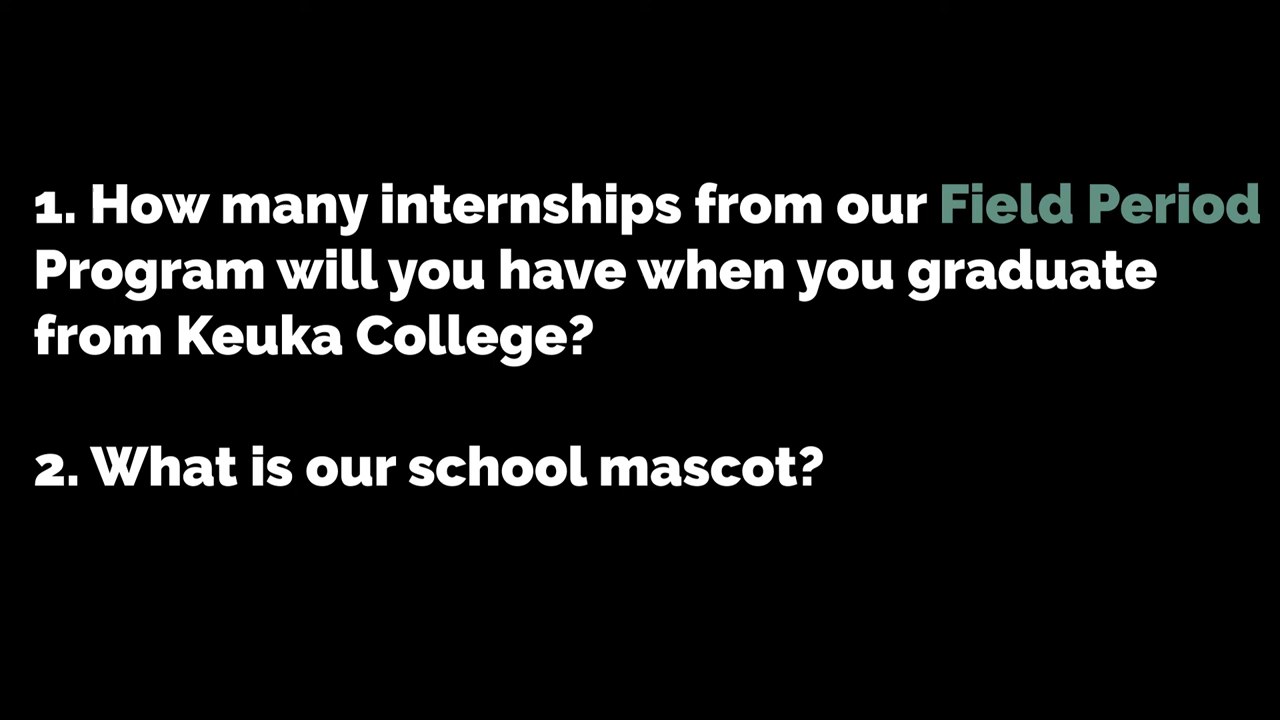 1. How many internships from our Field Period
Program will you have when you graduate
from Keuka College?
2. What is our school mascot?